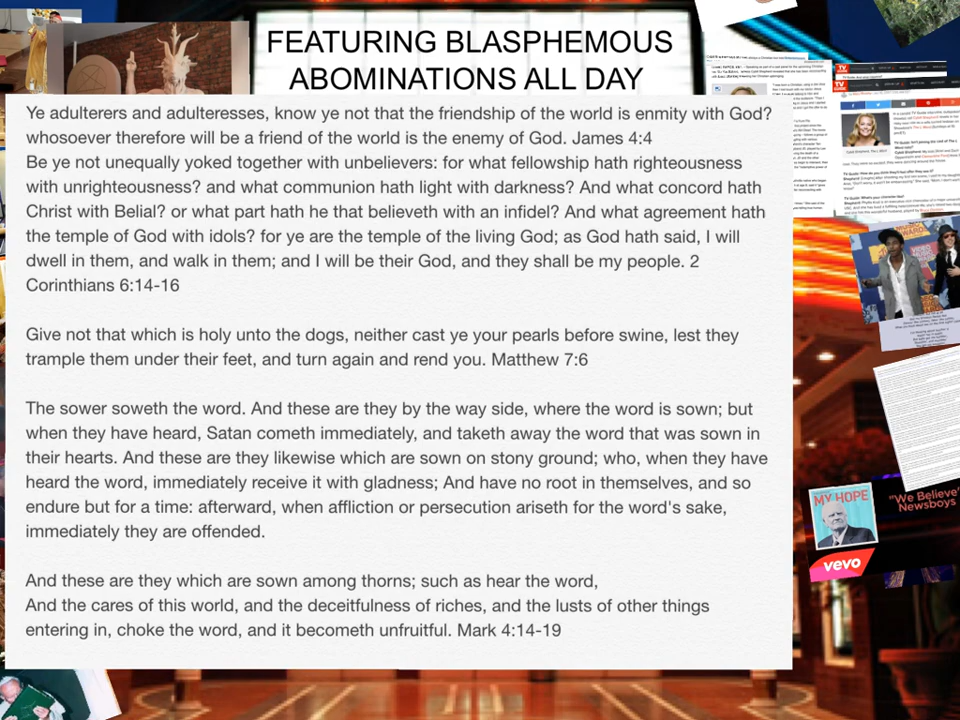 FEATURING BLASPHEMOUS
ABOMINATIONS ALL DAY
Ye adulterers and adulteresses, know ye not that the friendship of the world is enmity with God?
whosoever therefore will be a friend of the world is the enemy of God. James 4:4
Be ye not unequally yoked together with unbelievers: for what fellowship hath righteousness
with unrighteousness? and what communion hath light with darkness? And what concord hath
Christ with Belial? or what part hath he that believeth with an infidel? And what agreement hath
the temple of God with idols? for ye are the temple of the living God; as God hath said, I will
dwell in them, and walk in them; and I will be their God, and they shall be my people. 2
Corinthians 6:14-16
Give not that which is holy unto the dogs, neither cast ye your pearls before swine, lest they
trample them under their feet, and turn again and rend you. Matthew 7:6
The sower soweth the word. And these are they by the way side, where the word is sown; but
when they have heard, Satan cometh immediately, and taketh away the word that was sown in
their hearts. And these are they likewise which are sown on stony ground; who, when they have
heard the word, immediately receive it with gladness; And have no root in themselves, and so
endure but for a time: afterward, when affliction or persecution ariseth for the word's sake,
immediately they are offended.
And these are they which are sown among thorns; such as hear the word,
And the cares of this world, and the deceitfulness of riches, and the lusts of other things
entering in, choke the word, and it becometh unfruitful. Mark 4:14-19
MY HOPE
"We Believe"
Newsboys
vevo